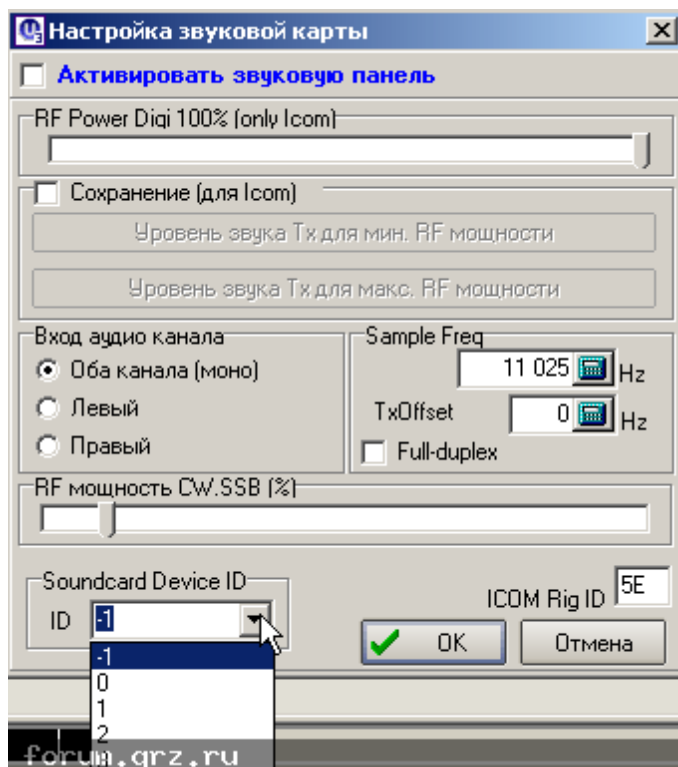 Настройка звуковой карты
Активировать звуковую панель
RF Power Digi 100% (only Icom)
Сохранение (для Icom)
Уровень звука Tx для мин. RF мощности
Уровень звука Tx для макс. RF мощности
Вход аудио канала
Оба канала (моно)
Левый
Правый
Sample Freq
11 025 Hz
TxOffset 0 Hz
Full-duplex
RF мощность CW.SSB (%)
Soundcard Device ID
ID -1
ICOM Rig ID 5E
OK Отмена
-1
0
1
2
forum.qrz.ru